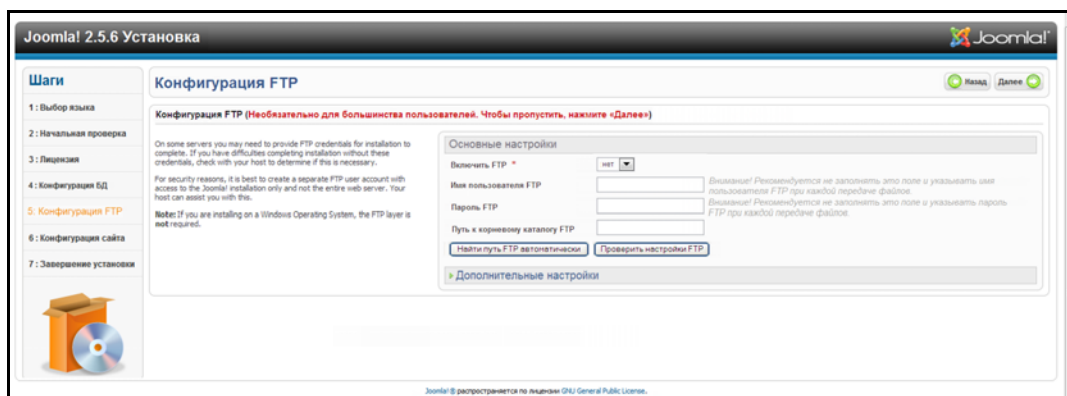 Joomla! 2.5.6 Установка
Joomla!
Шаги
1 : Выбор языка
2 : Начальная проверка
3 : Лицензия
4 : Конфигурация БД
5: Конфигурация FTP
6 : Конфигурация сайта
7 : Завершение установки
Конфигурация FTP
Назад
Далее
Конфигурация FTP (Необязательно для большинства пользователей. Чтобы пропустить, нажмите «Далее»)
On some servers you may need to provide FTP credentials for installation to
complete. If you have difficulties completing installation without these
credentials, check with your host to determine if this is necessary.
For security reasons, it is best to create a separate FTP user account with
access to the Joomla! installation only and not the entire web server. Your
host can assist you with this.
Note: If you are installing on a Windows Operating System, the FTP layer is
not required.
Основные настройки
Включить FTP *
нет
Имя пользователя FTP
Внимание! Рекомендуется не заполнять это поле и указывать имя
пользователя FTP при каждой передаче файлов.
Пароль FTP
Внимание! Рекомендуется не заполнять это поле и указывать пароль
FTP при каждой передаче файлов.
Путь к корневому каталогу FTP
Найти путь FTP автоматически
Проверить настройки FTP
Дополнительные настройки
Joomla! ® распространяется по лицензии GNU General Public License.